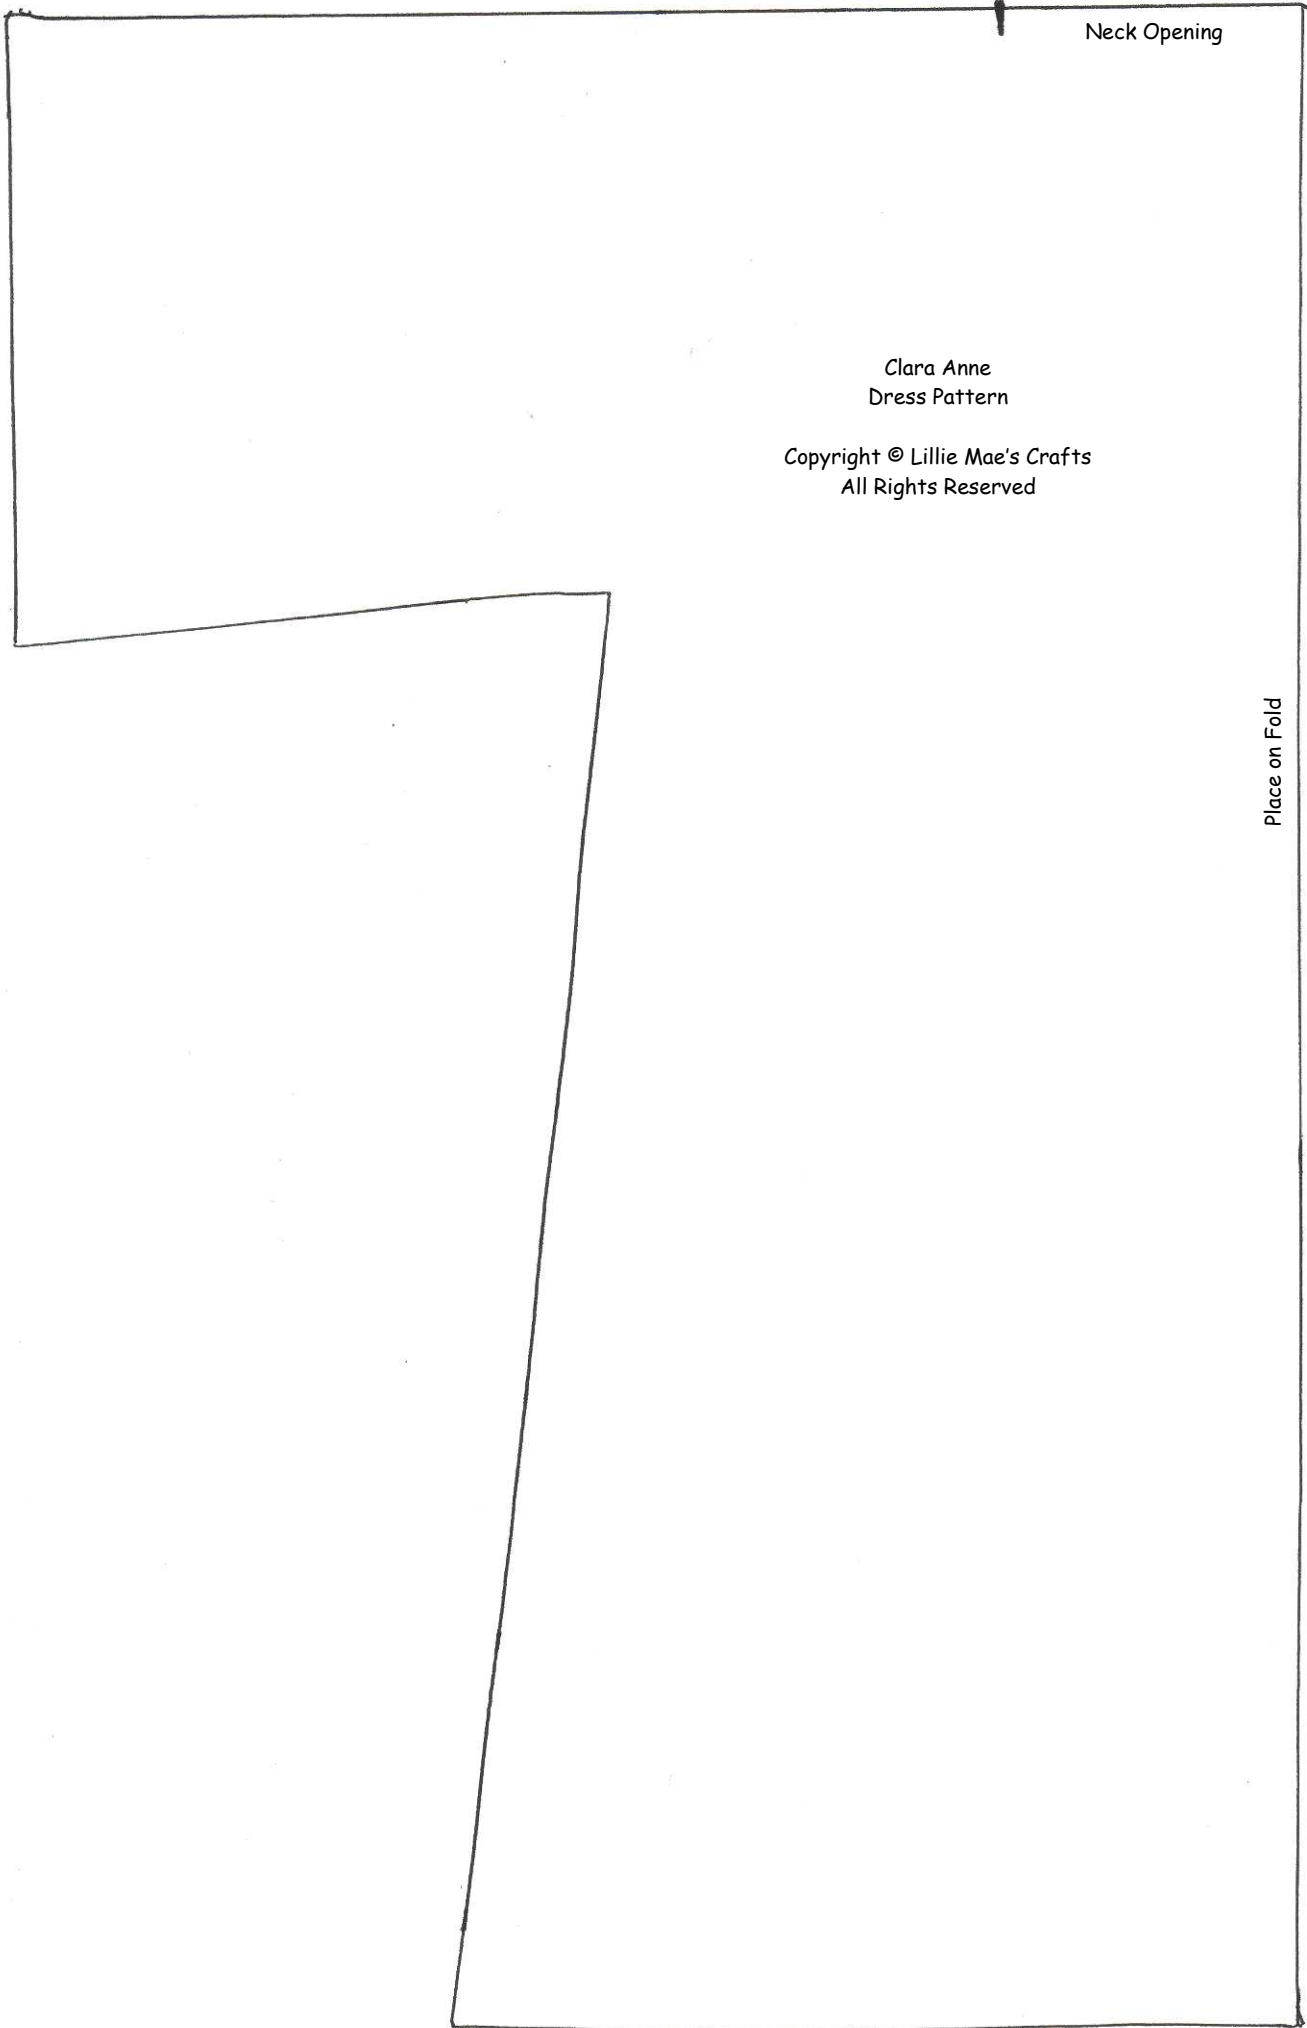 Neck Opening
Clara Anne
Dress Pattern
Copyright © Lillie Mae's Crafts
All Rights Reserved
Place on Fold